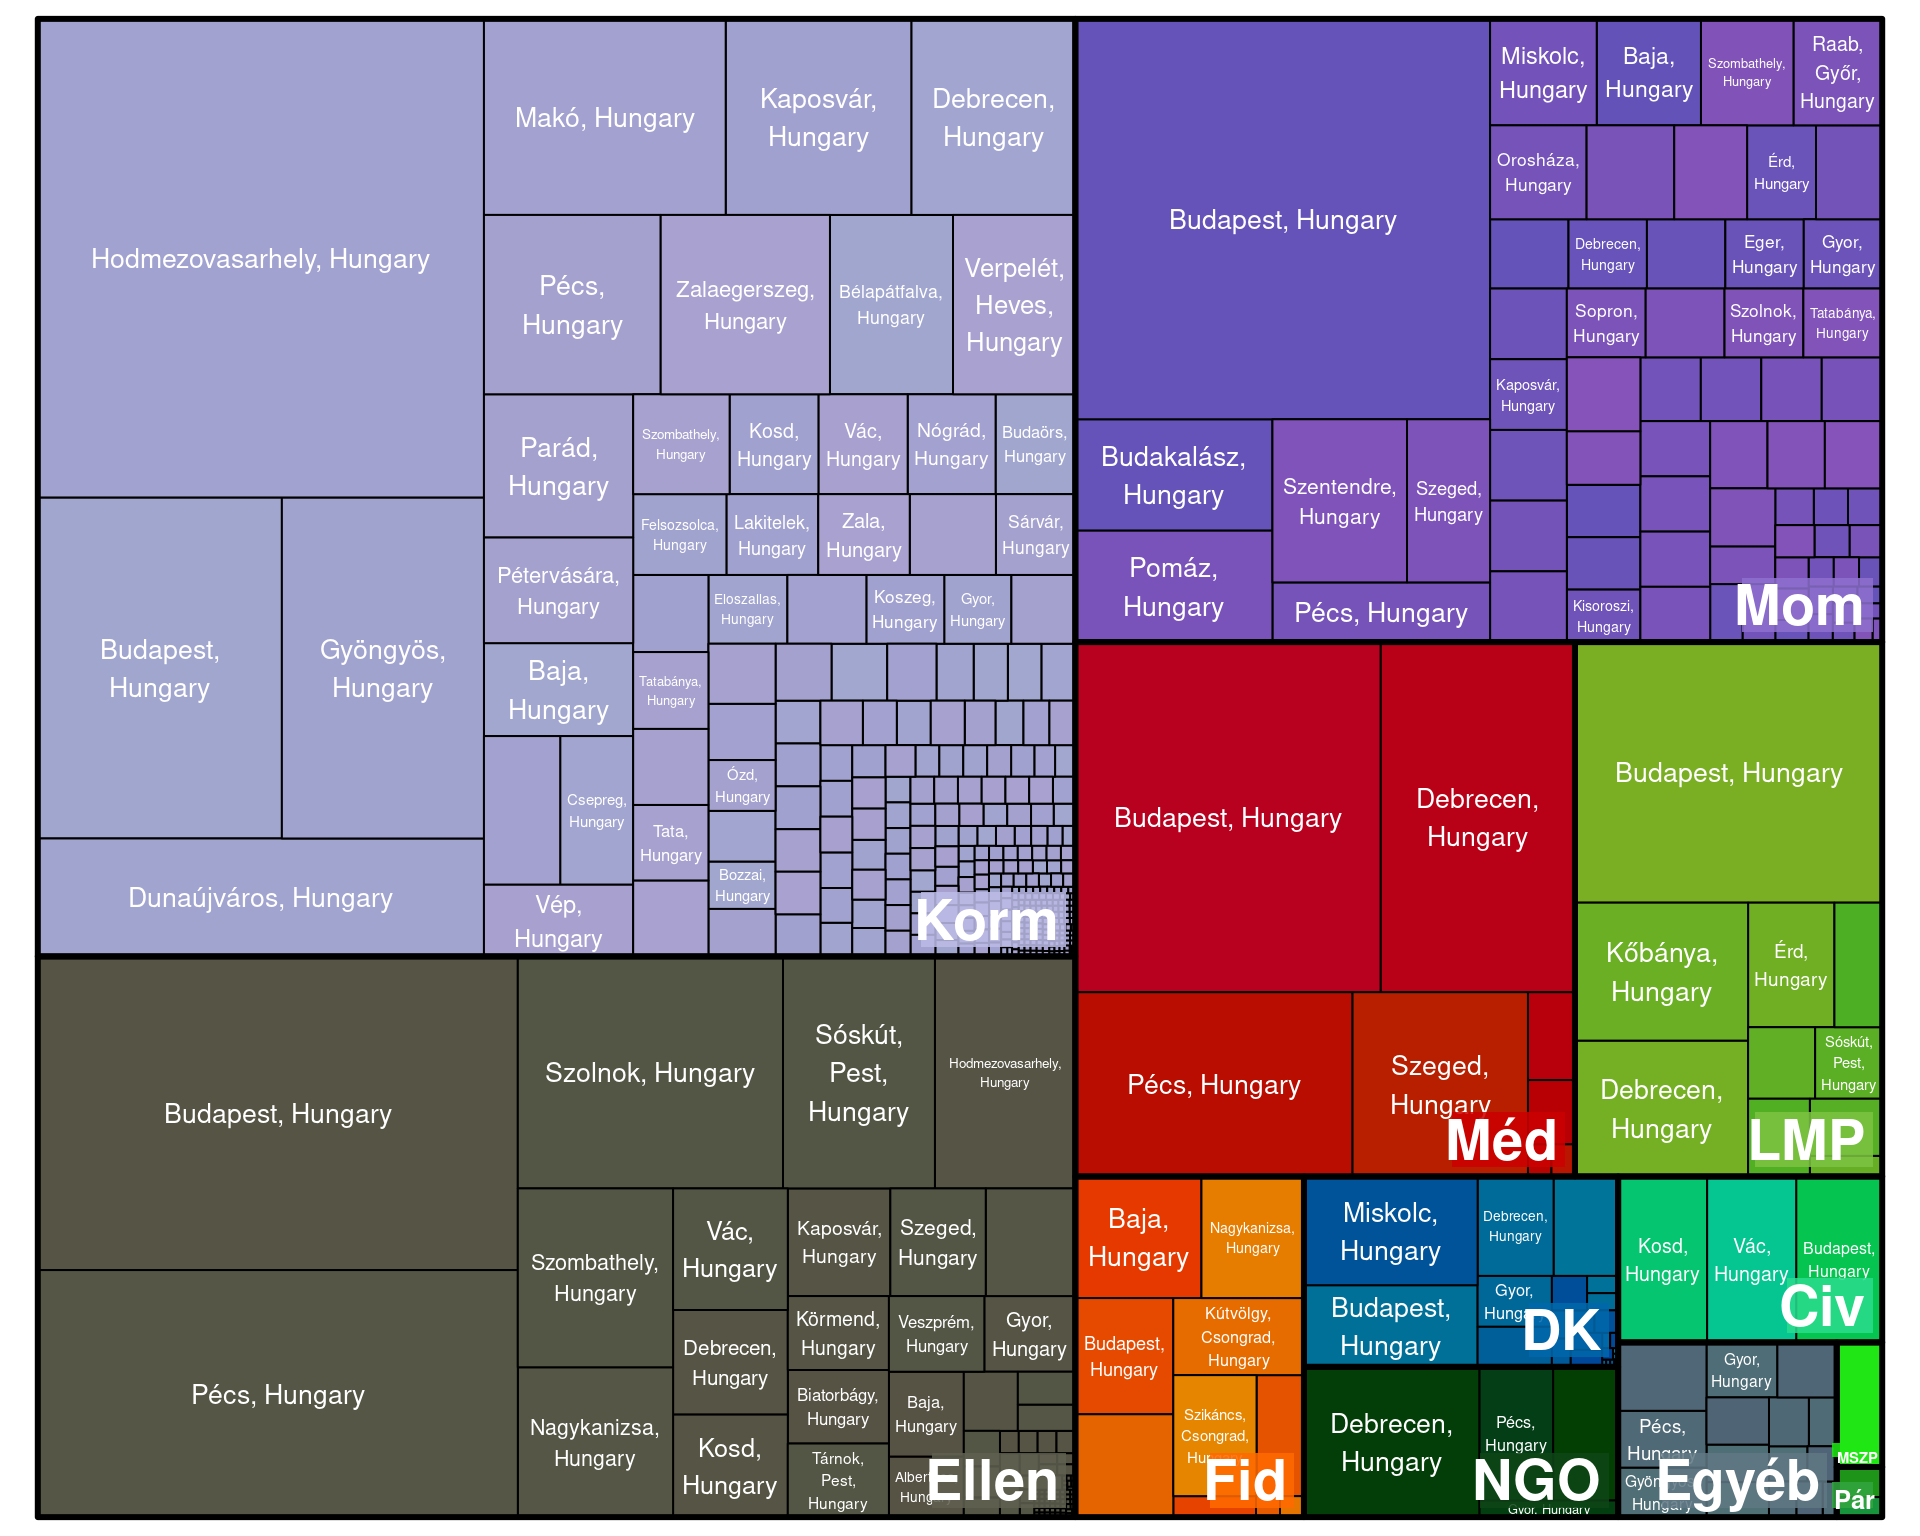 Hodmezovasarhely, Hungary
Makó, Hungary
Kaposvár,
Hungary
Debrecen,
Hungary
Pécs,
Hungary
Zalaegerszeg,
Hungary
Bélapátfalva,
Hungary
Verpelét,
Heves,
Hungary
Parád,
Hungary
Szombathely,
Hungary
Kosd,
Hungary
Vác,
Hungary
Nógrád,
Hungary
Budaörs,
Hungary
Felsozsolca,
Hungary
Lakitelek,
Hungary
Zala,
Hungary
Sárvár,
Hungary
Budapest,
Hungary
Gyöngyös,
Hungary
Pétervására,
Hungary
Eloszallas,
Hungary
Koszeg,
Hungary
Gyor,
Hungary
Baja,
Hungary
Tatabánya,
Hungary
Csepreg,
Hungary
Ózd,
Hungary
Tata,
Hungary
Bozzai,
Hungary
Dunaújváros, Hungary
Vép,
Hungary
Korm
Budapest, Hungary
Miskolc,
Hungary
Baja,
Hungary
Szombathely,
Hungary
Raab,
Győr,
Hungary
Orosháza,
Hungary
Érd,
Hungary
Debrecen,
Hungary
Eger,
Hungary
Gyor,
Hungary
Sopron,
Hungary
Szolnok,
Hungary
Tatabánya,
Hungary
Kaposvár,
Hungary
Budakalász,
Hungary
Szentendre,
Hungary
Szeged,
Hungary
Pomáz,
Hungary
Pécs, Hungary
Kisoroszi,
Hungary
Mom
Budapest, Hungary
Debrecen,
Hungary
Pécs, Hungary
Szeged,
Hungary
Méd
Budapest, Hungary
Kőbánya,
Hungary
Érd,
Hungary
Sóskút,
Pest,
Hungary
Debrecen,
Hungary
LMP
Budapest, Hungary
Szolnok, Hungary
Sóskút,
Pest,
Hungary
Hodmezovasarhely,
Hungary
Pécs, Hungary
Szombathely,
Hungary
Vác,
Hungary
Kaposvár,
Hungary
Szeged,
Hungary
Körmend,
Hungary
Veszprém,
Hungary
Gyor,
Hungary
Debrecen,
Hungary
Nagykanizsa,
Hungary
Biatorbágy,
Hungary
Baja,
Hungary
Kosd,
Hungary
Tárnok,
Pest,
Hungary
Hungary
Ellen
Baja,
Hungary
Nagykanizsa,
Hungary
Budapest,
Hungary
Kútvölgy,
Csongrad,
Hungary
Szikáncs,
Csongrad,
Hungary
Fid
Miskolc,
Hungary
Debrecen,
Hungary
Budapest,
Hungary
Gyor,
Hungary
DK
Kosd,
Hungary
Vác,
Hungary
Budapest,
Hungary
Civ
Debrecen,
Hungary
Pécs,
Hungary
Gyor, Hungary
NGO
Gyor,
Hungary
Pécs,
Hungary
Gyöngyös,
Hungary
Egyéb
MSZP
Pár